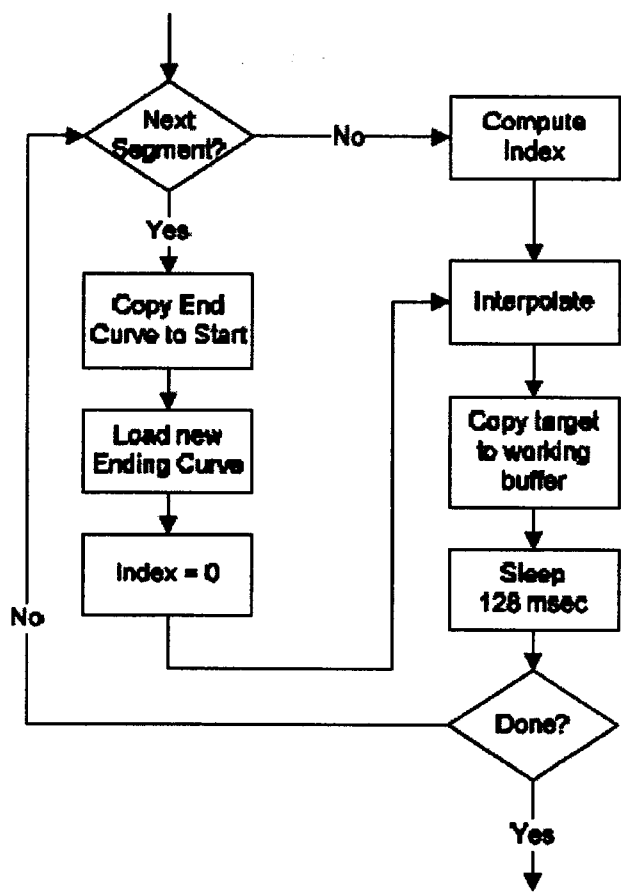 Next
Segment?
No
Compute
Index
Yes
Copy End
Curve to Start
Interpolate
Load new
Ending Curve
Copy target
to working
buffer
Index = 0
Sleep
128 msec
No
Done?
Yes